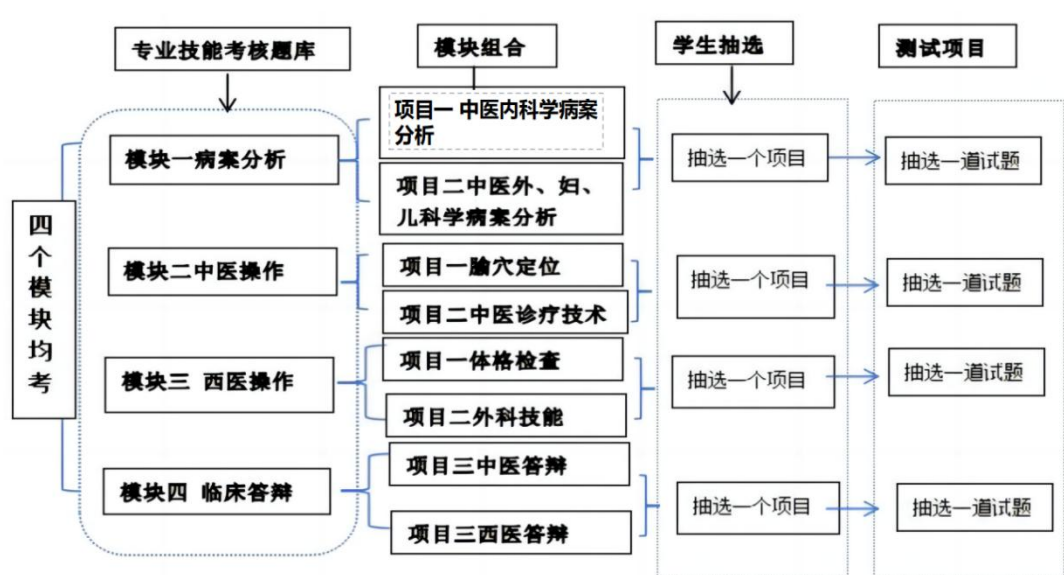 专业技能考核题库
模块组合
学生抽选
测试项目
四个模块均考
模块一病案分析
项目一 中医内科学病案
分析
项目二中医外、妇、
儿科学病案分析
抽选一个项目
抽选一道试题
模块二中医操作
项目一腧穴定位
项目二中医诊疗技术
抽选一个项目
抽选一道试题
模块三 西医操作
项目一体格检查
项目二外科技能
抽选一个项目
抽选一道试题
模块四 临床答辩
项目三中医答辩
项目三西医答辩
抽选一个项目
抽选一道试题